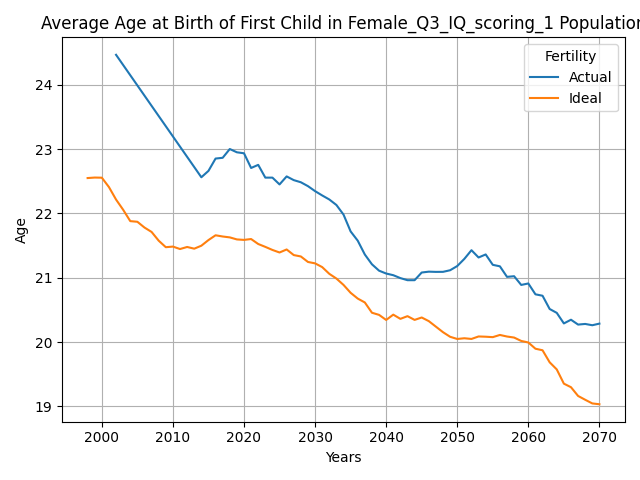 Average Age at Birth of First Child in Female_Q3_IQ_scoring_1 Population
Fertility
Actual
Ideal
24
23
22
21
20
19
Age
2000 2010 2020 2030 2040 2050 2060 2070
Years